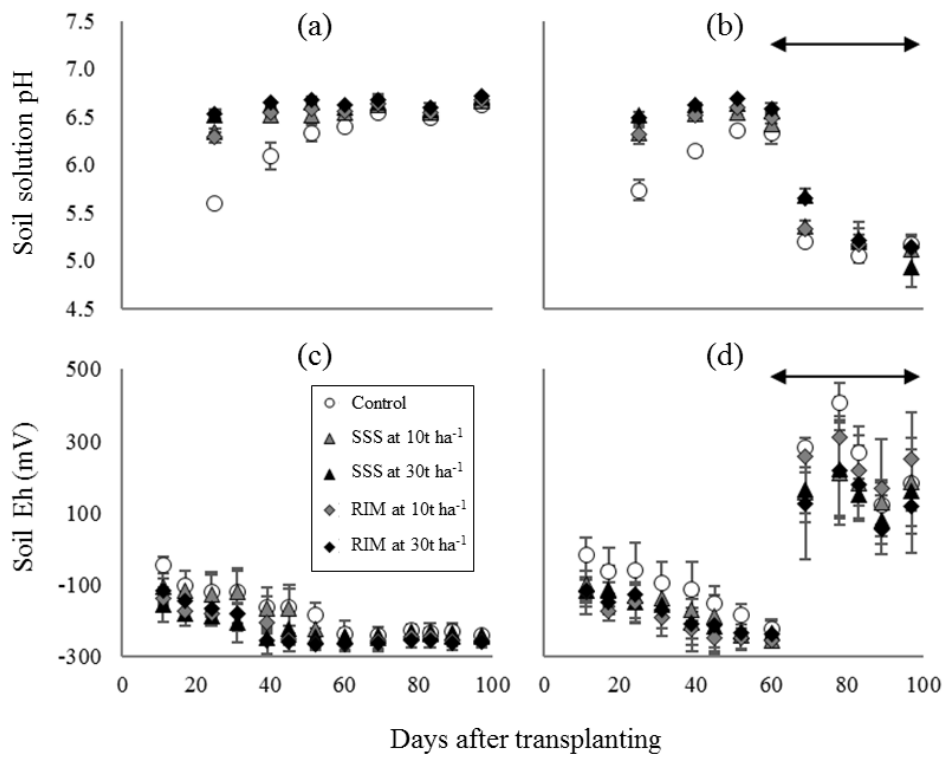 (a)
(b)
7.5
7.0
6.5
6.0
5.5
5.0
4.5
Soil solution pH
(c)
(d)
500
300
100
-100
-300
Soil Eh (mV)
Control
SSS at 10t ha⁻¹
SSS at 30t ha⁻¹
RIM at 10t ha⁻¹
RIM at 30t ha⁻¹
0 20 40 60 80 100
0 20 40 60 80 100
Days after transplanting